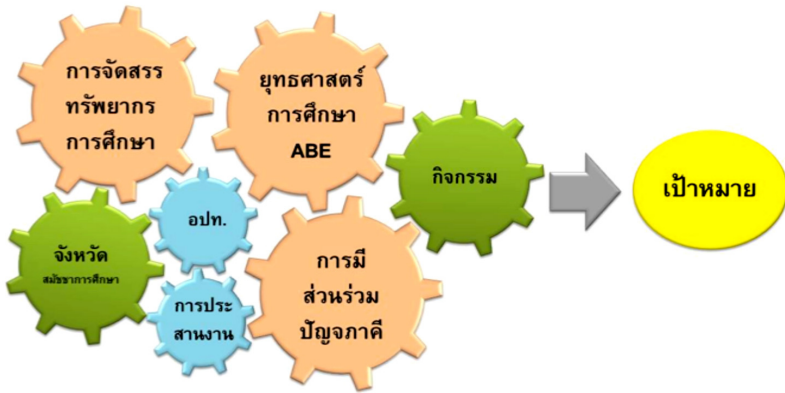 การจัดสรร
ทรัพยากร
การศึกษา
ยุทธศาสตร์
การศึกษา
ABE
กิจกรรม
เป้าหมาย
อปท.
จังหวัด
สมัชชาการศึกษา
การประ
สานงาน
การมี
ส่วนร่วม
ปัญจภาคี